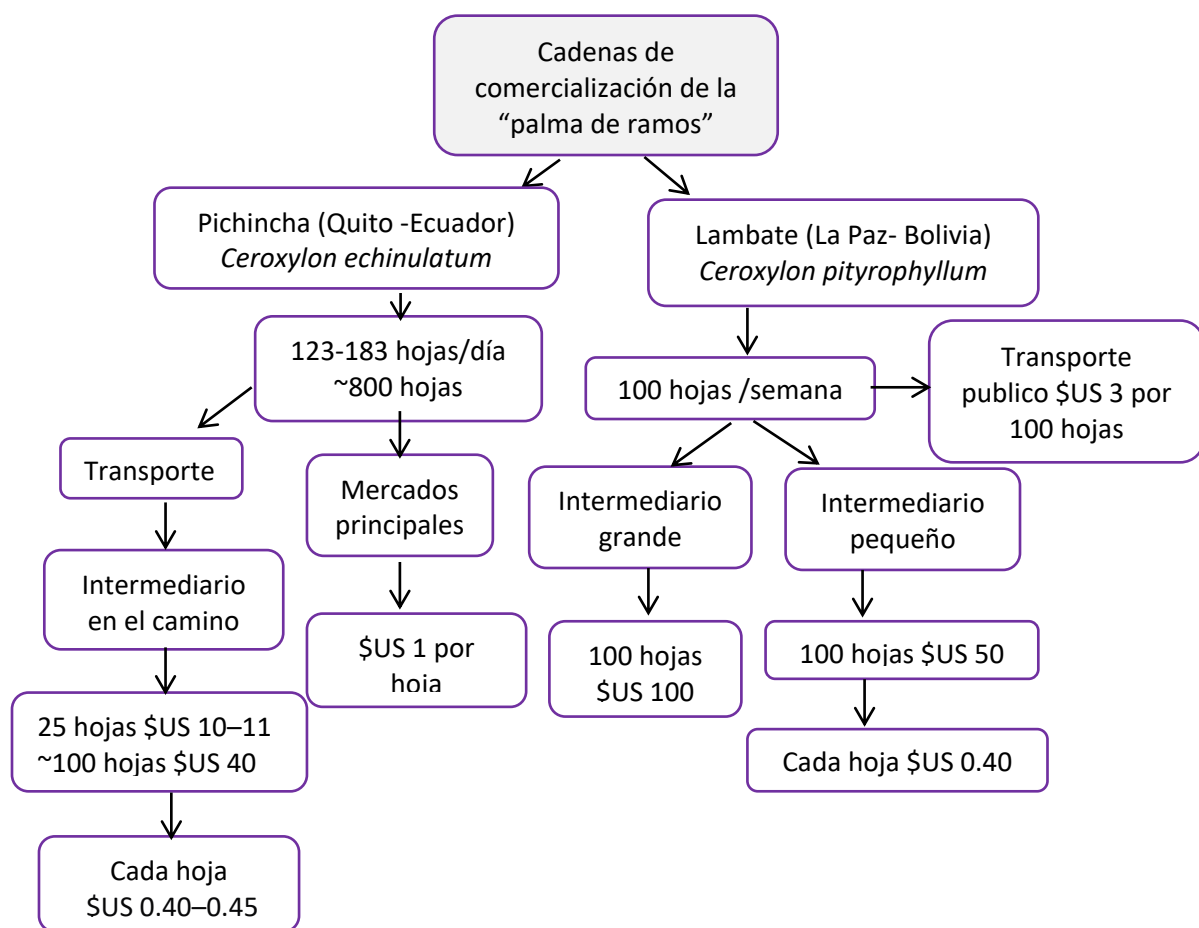 Cadenas de
comercialización de la
“palma de ramos”
Pichincha (Quito -Ecuador)
Ceroxylon echinulatum
Lambate (La Paz- Bolivia)
Ceroxylon pityrophyllum
123-183 hojas/día
~800 hojas
100 hojas /semana
Transporte
publico $US 3 por
100 hojas
Transporte
Mercados
principales
Intermediario
grande
Intermediario
pequeño
Intermediario
en el camino
$US 1 por
hoja
100 hojas
$US 100
100 hojas $US 50
25 hojas $US 10–11
~100 hojas $US 40
Cada hoja $US 0.40
Cada hoja
$US 0.40–0.45